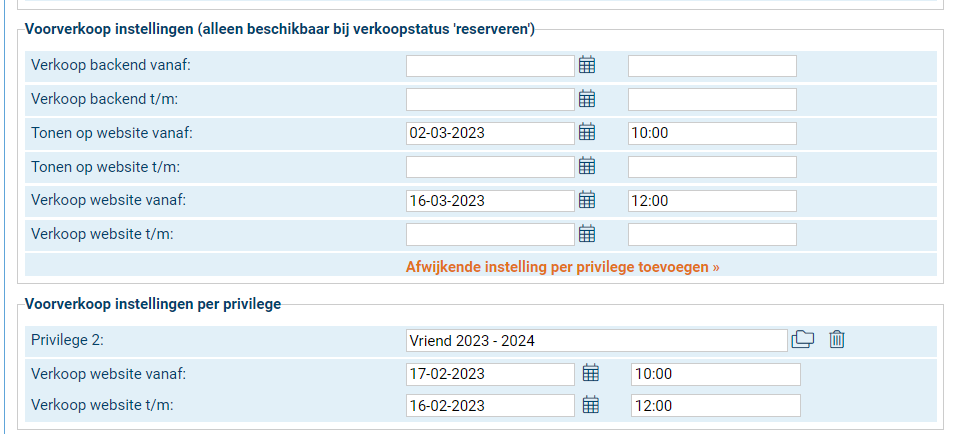 Voorverkoop instellingen (alleen beschikbaar bij verkoopstatus 'reserveren')
Verkoop backend vanaf:
Verkoop backend t/m:
Tonen op website vanaf: 02-03-2023 10:00
Tonen op website t/m:
Verkoop website vanaf: 16-03-2023 12:00
Verkoop website t/m:
Afwijkende instelling per privilege toevoegen »
Voorverkoop instellingen per privilege
Privilege 2: Vriend 2023 - 2024
Verkoop website vanaf: 17-02-2023 10:00
Verkoop website t/m: 16-02-2023 12:00